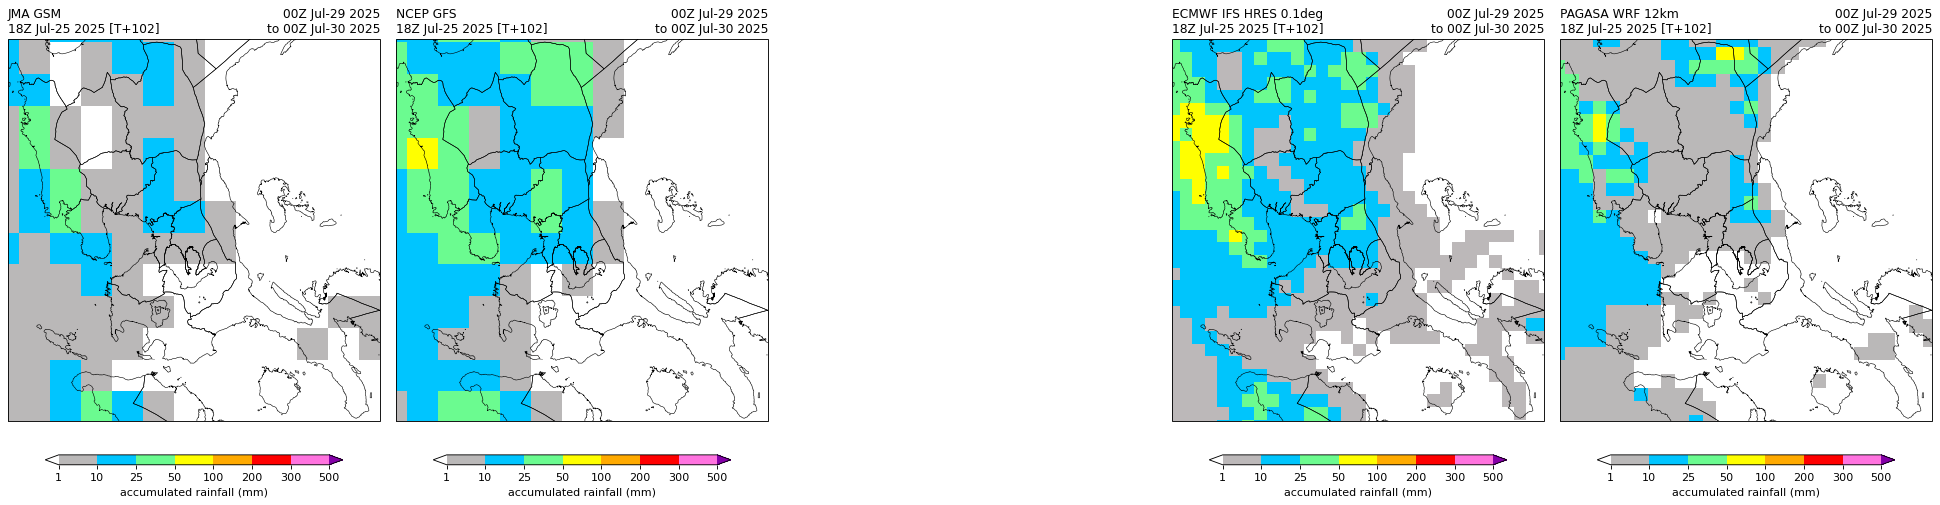 JMA GSM 00Z Jul-29 2025
18Z Jul-25 2025 [T+102] to 00Z Jul-30 2025
1 10 25 50 100 200 300 500
accumulated rainfall (mm)
NCEP GFS 00Z Jul-29 2025
18Z Jul-25 2025 [T+102] to 00Z Jul-30 2025
1 10 25 50 100 200 300 500
accumulated rainfall (mm)
ECMWF IFS HRES 0.1deg 00Z Jul-29 2025
18Z Jul-25 2025 [T+102] to 00Z Jul-30 2025
1 10 25 50 100 200 300 500
accumulated rainfall (mm)
PAGASA WRF 12km 00Z Jul-29 2025
18Z Jul-25 2025 [T+102] to 00Z Jul-30 2025
1 10 25 50 100 200 300 500
accumulated rainfall (mm)